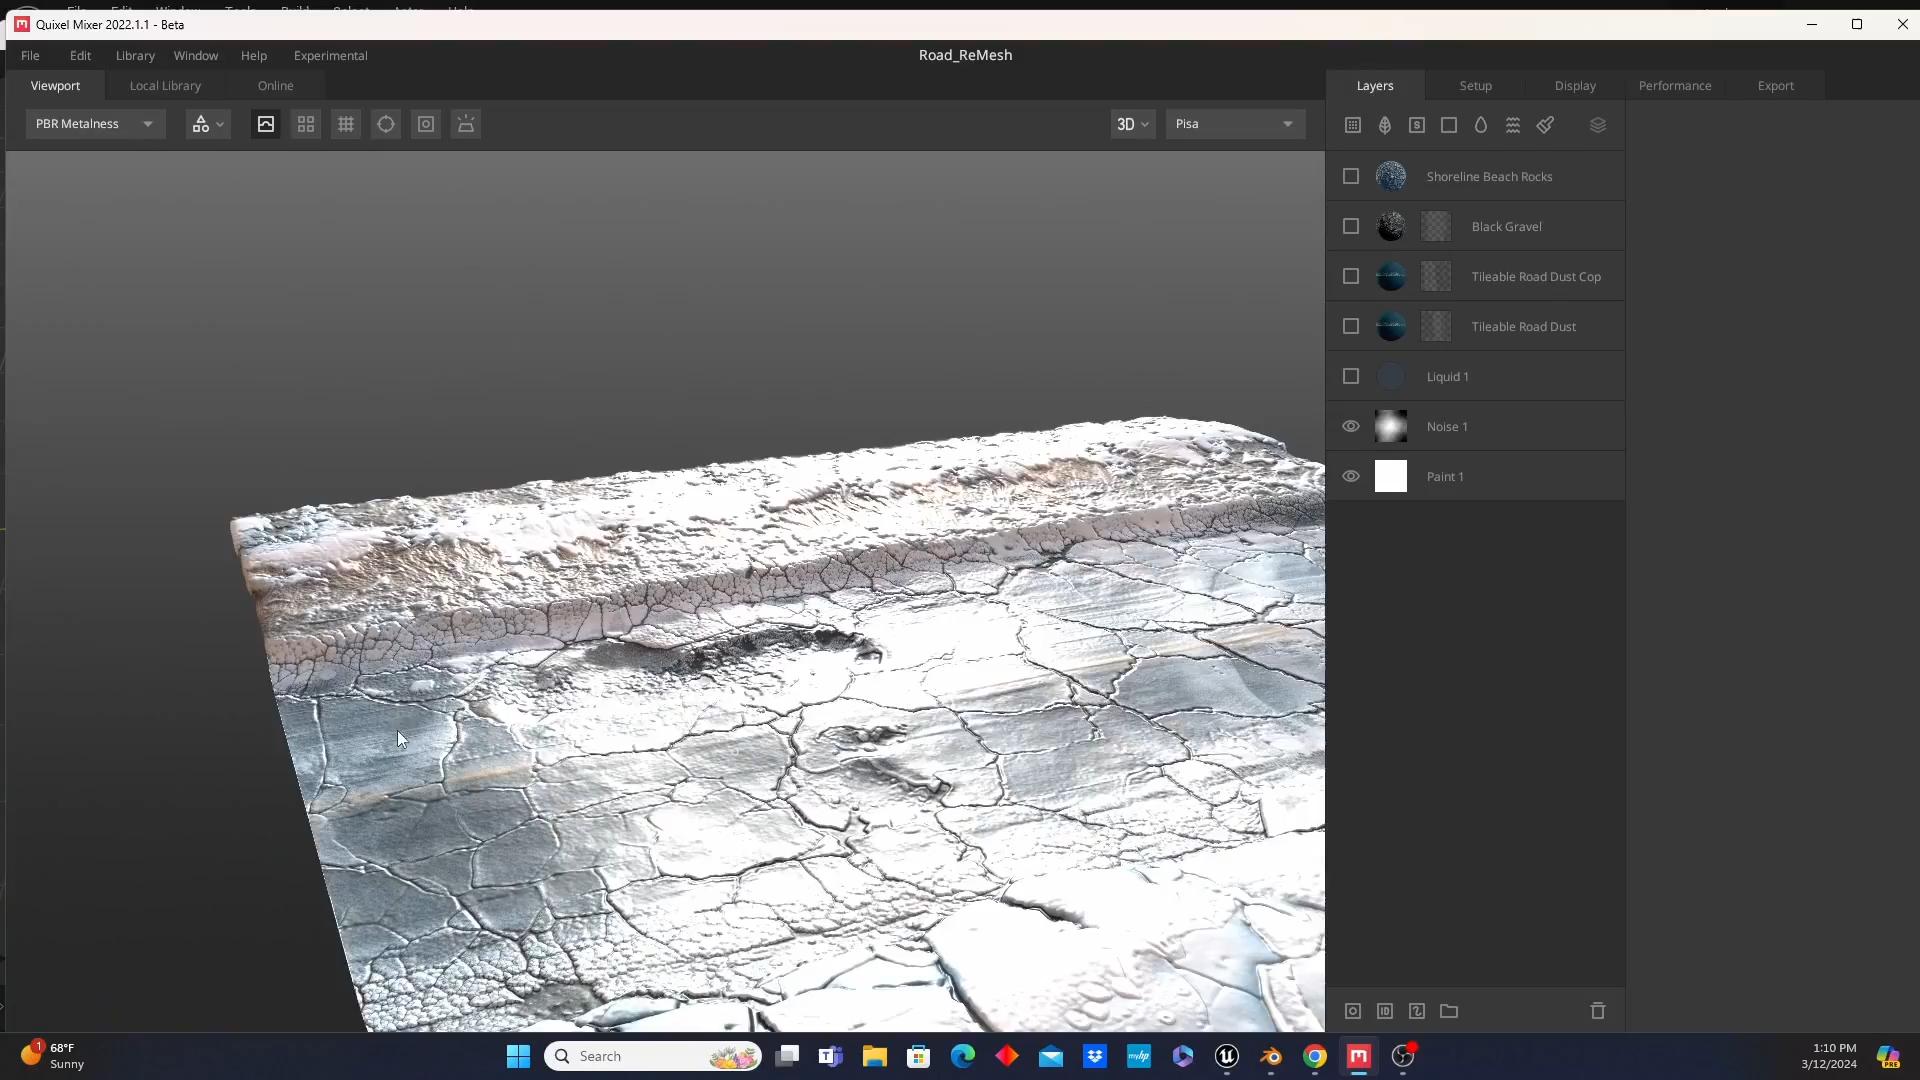 Quixel Mixer 2022.1.1 - Beta
File Edit Library Window Help Experimental
Road_ReMesh
Viewport Local Library Online
Layers Setup Display Performance Export
PBR Metalness
3D
Pisa
Shoreline Beach Rocks
Black Gravel
Tileable Road Dust Cop
Tileable Road Dust
Liquid 1
Noise 1
Paint 1
1
68°F
Sunny
Search
1:10 PM
3/12/2024